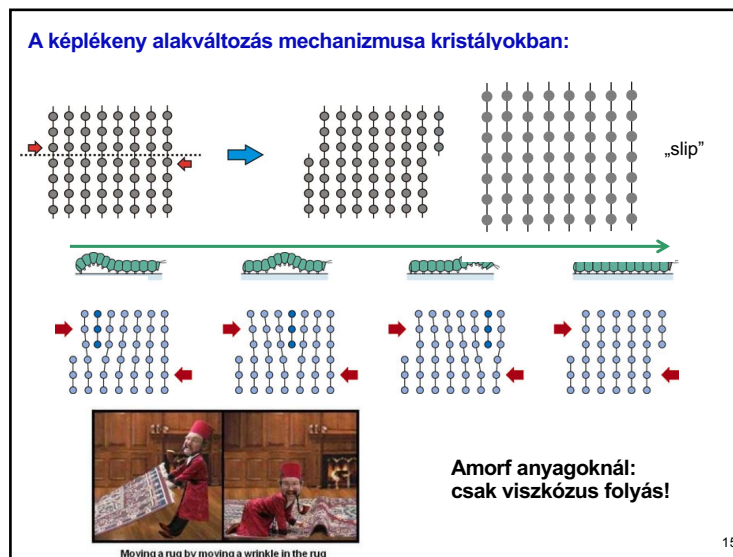 A képlékeny alakváltozás mechanizmusa kristályokban:
„slip”
Amorf anyagoknál:
csak viszkózus folyás!
Moving a rug by moving a wrinkle in the rug
15